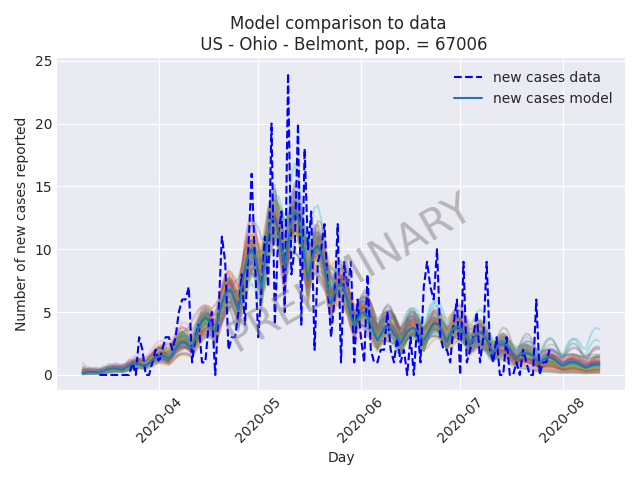 Model comparison to data
US - Ohio - Belmont, pop. = 67006
25
20
15
10
5
0
Number of new cases reported
new cases data
new cases model
PRELIMINARY
2020-04
2020-05
2020-06
2020-07
2020-08
Day